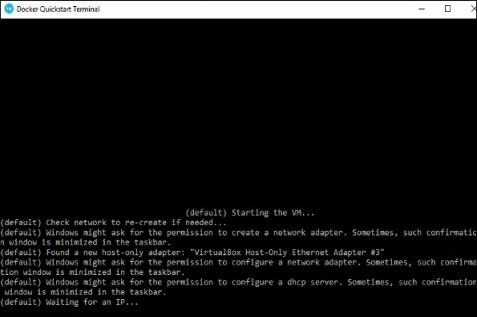 Docker Quickstart Terminal
(default) Starting the VM...
(default) Check network to re-create if needed...
(default) Windows might ask for the permission to create a network adapter. Sometimes, such confirmatio
n window is minimized in the taskbar.
(default) Found a new host-only adapter: "VirtualBox Host-Only Ethernet Adapter #3"
(default) Windows might ask for the permission to configure a network adapter. Sometimes, such confirma
tion window is minimized in the taskbar.
(default) Windows might ask for the permission to configure a dhcp server. Sometimes, such confirmation
window is minimized in the taskbar.
(default) Waiting for an IP...